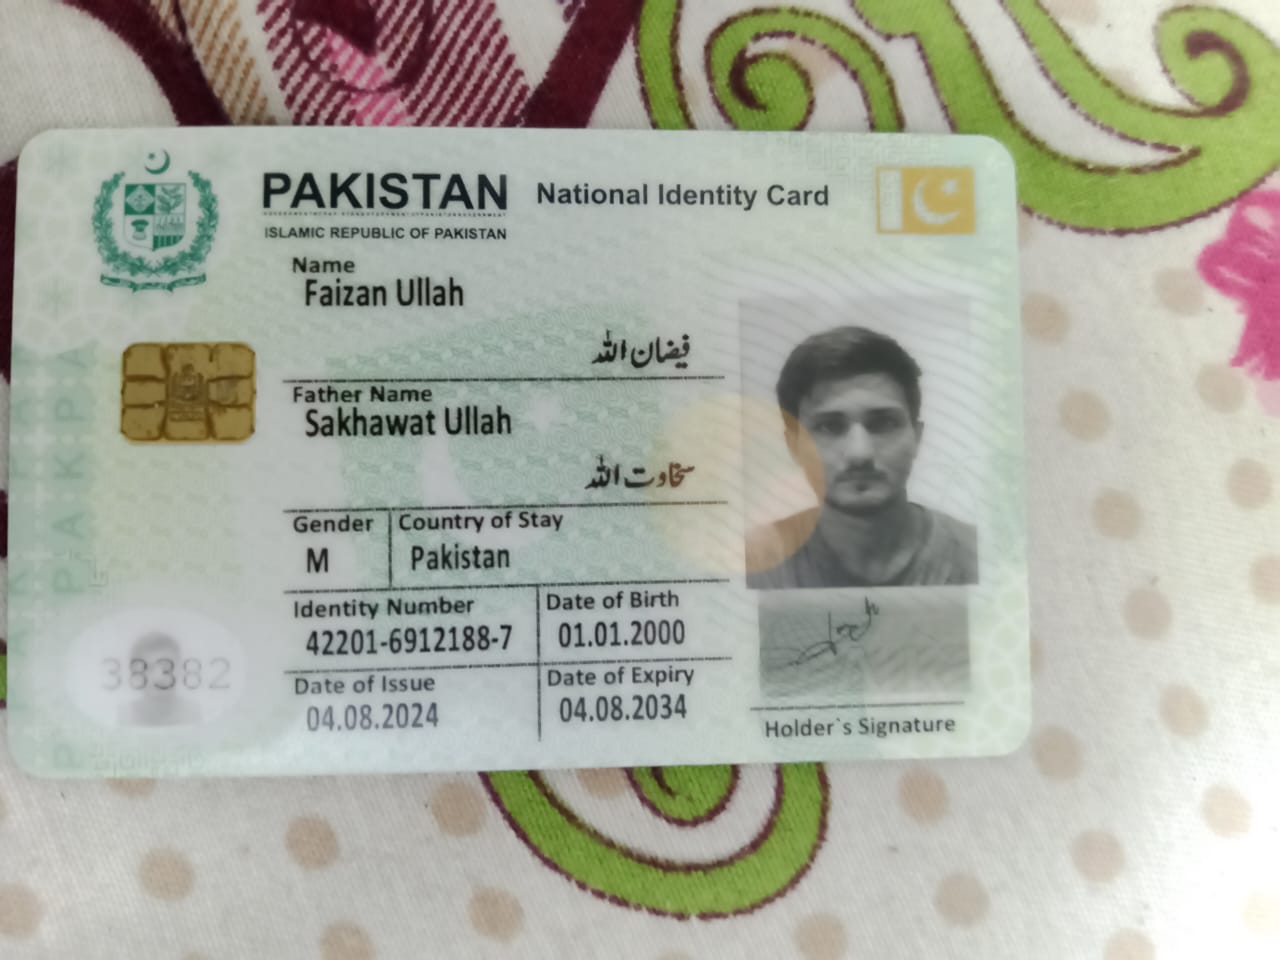 PAKISTAN National Identity Card
ISLAMIC REPUBLIC OF PAKISTAN
Name
Faizan Ullah
فیضان اللہ
Father Name
Sakhawat Ullah
سخاوت اللہ
Gender Country of Stay
M Pakistan
Identity Number Date of Birth
42201-6912188-7 01.01.2000
Date of Issue Date of Expiry
04.08.2024 04.08.2034
38382
Holder`s Signature